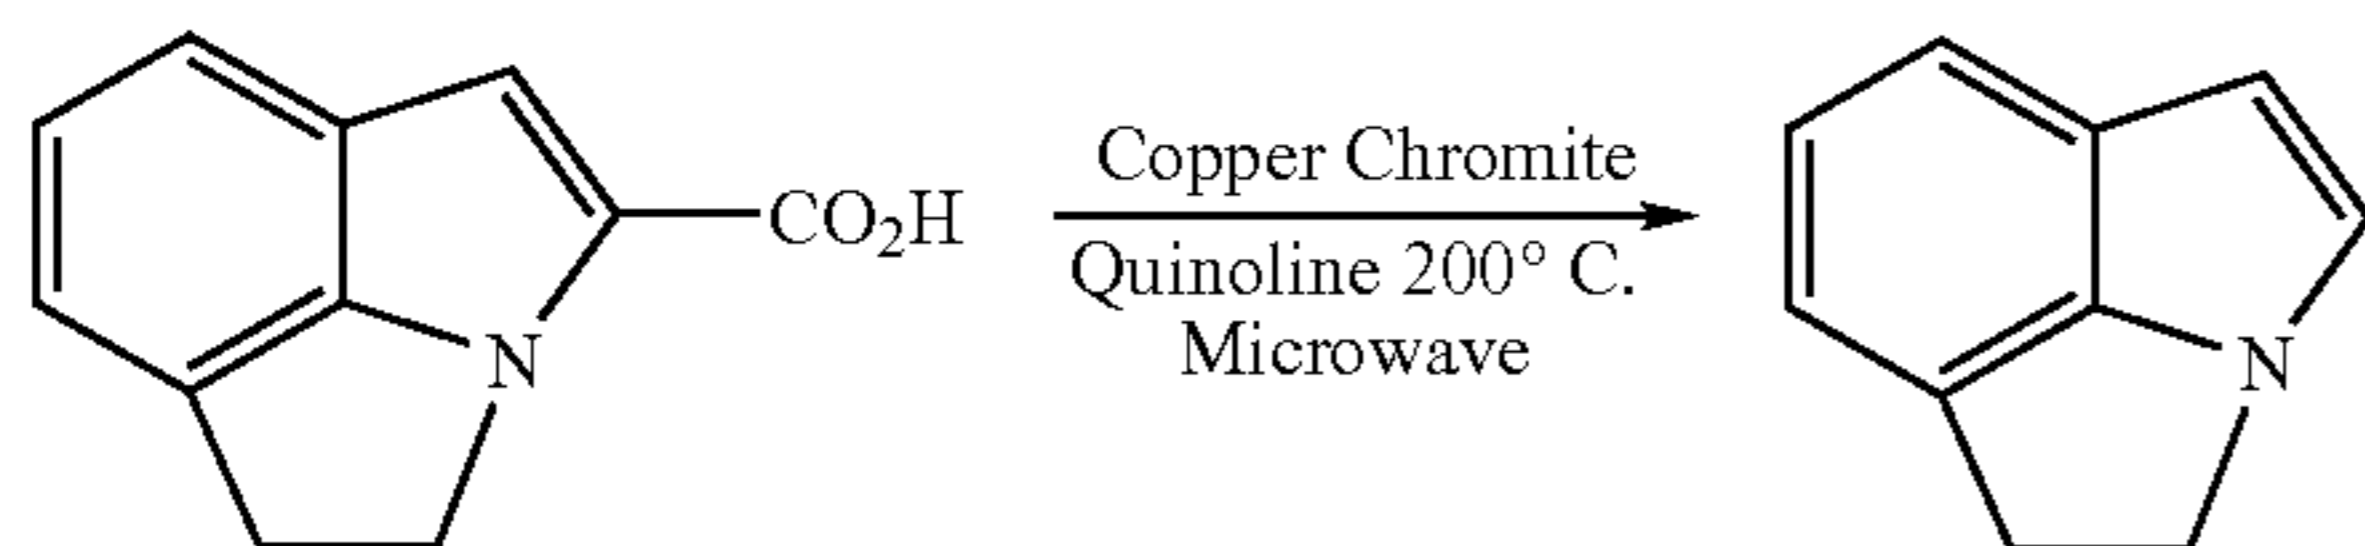 Copper Chromite
CO₂H
Quinoline 200° C.
Microwave
N
N